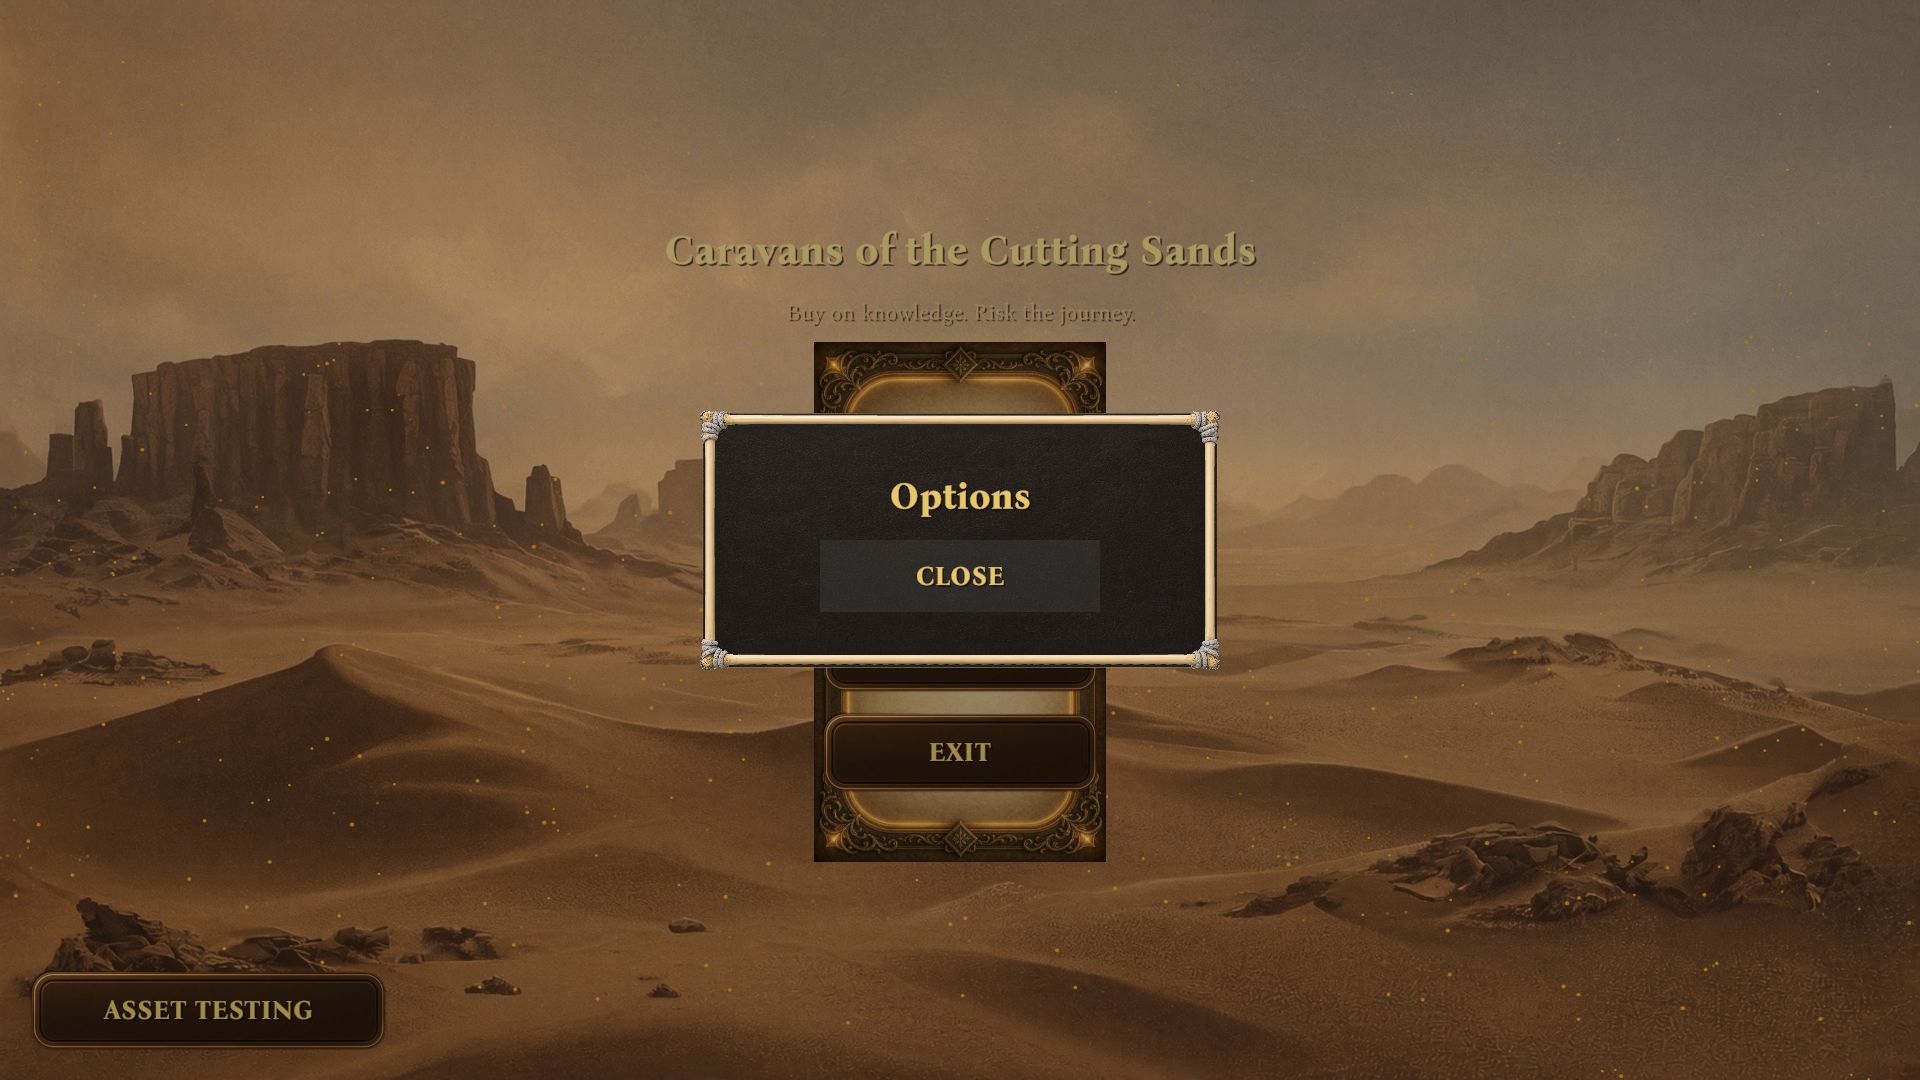 Caravans of the Cutting Sands
Buy on knowledge. Risk the journey.
Options
CLOSE
EXIT
ASSET TESTING